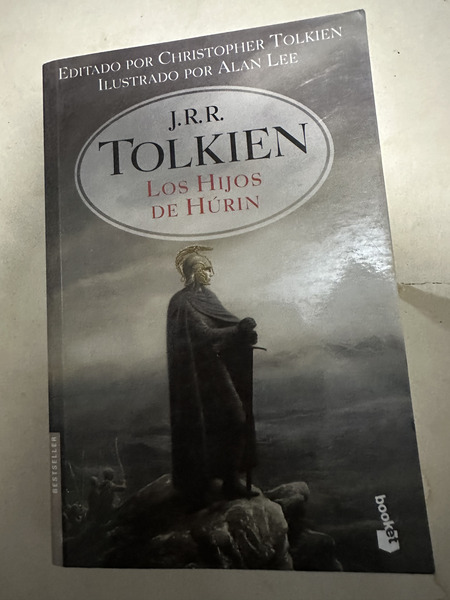 EDITADO POR CHRISTOPHER TOLKIEN
ILUSTRADO POR ALAN LEE
J.R.R.
TOLKIEN
LOS HIJOS
DE HÚRIN
BESTSELLER
booket